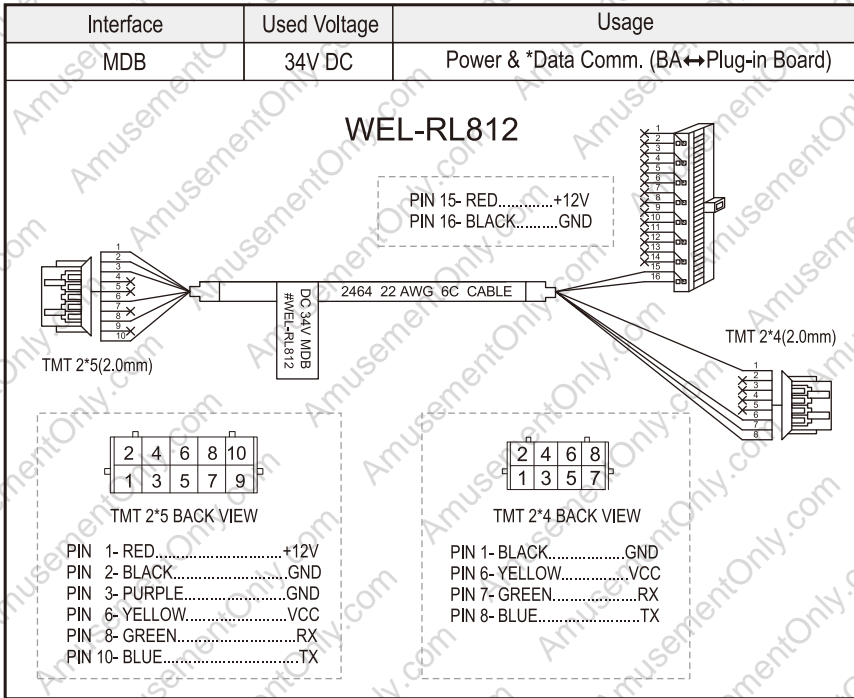 Interface Used Voltage Usage
MDB 34V DC Power & *Data Comm. (BA↔Plug-in Board)
WEL-RL812
PIN 15- RED............+12V
PIN 16- BLACK.........GND
1
2
3
4
5
6
7
8
9
10
11
12
13
14
15
16
1
2
3
4
5
6
7
8
9
10
TMT 2*5(2.0mm)
DC 34V MDB
#WEL-RL812
2464 22 AWG 6C CABLE
TMT 2*4(2.0mm)
1
2
3
4
5
6
7
8
2 4 6 8 10
1 3 5 7 9
TMT 2*5 BACK VIEW
PIN 1- RED.........................+12V
PIN 2- BLACK......................GND
PIN 3- PURPLE....................GND
PIN 6- YELLOW....................VCC
PIN 8- GREEN.......................RX
PIN 10- BLUE.........................TX
2 4 6 8
1 3 5 7
TMT 2*4 BACK VIEW
PIN 1- BLACK...............GND
PIN 6- YELLOW.............VCC
PIN 7- GREEN................RX
PIN 8- BLUE...................TX
AmusementOnly.com